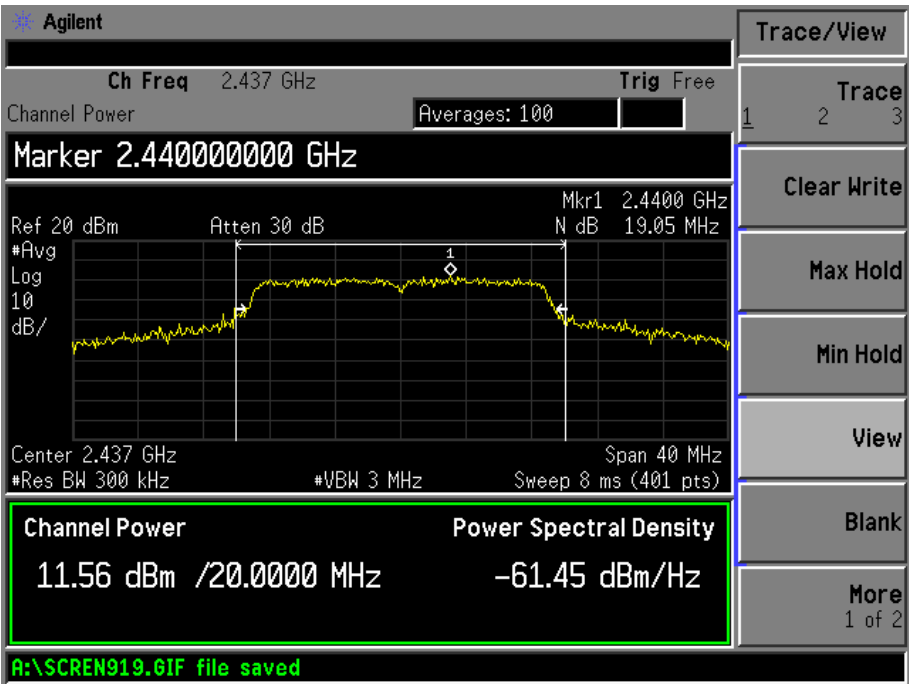 Agilent
Ch Freq 2.437 GHz Trig Free
Channel Power Averages: 100
Marker 2.440000000 GHz
Mkr1 2.4400 GHz
Ref 20 dBm Atten 30 dB N dB 19.05 MHz
#Avg
Log
10
dB/
1
Center 2.437 GHz Span 40 MHz
#Res BW 300 kHz #VBW 3 MHz Sweep 8 ms (401 pts)
Channel Power Power Spectral Density
11.56 dBm /20.0000 MHz -61.45 dBm/Hz
A:\SCREN919.GIF file saved
Trace/View
Trace
1 2 3
Clear Write
Max Hold
Min Hold
View
Blank
More
1 of 2